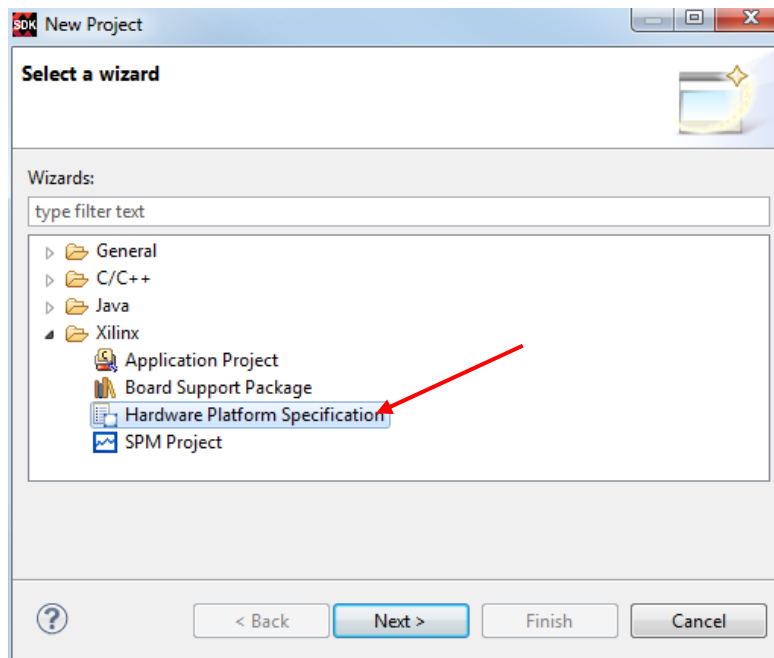 SDK New Project
Select a wizard
Wizards:
type filter text
General
C/C++
Java
Xilinx
Application Project
Board Support Package
Hardware Platform Specification
SPM Project
? < Back Next > Finish Cancel